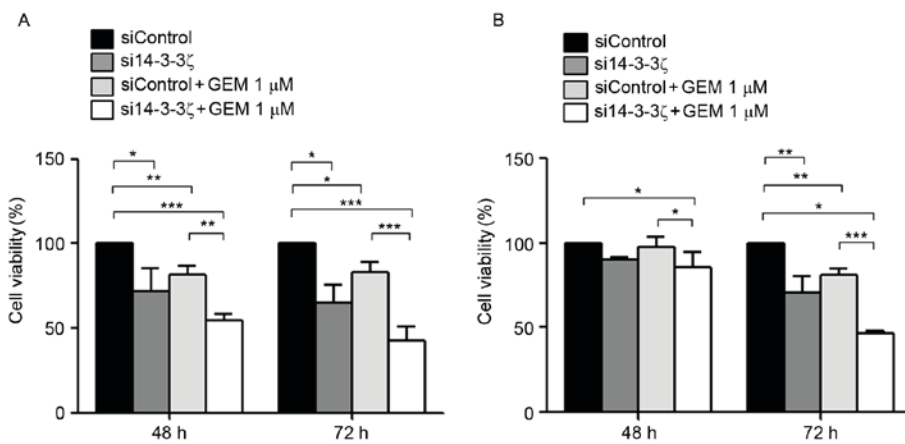 A
siControl
si14-3-3ζ
siControl + GEM 1 μM
si14-3-3ζ + GEM 1 μM
Cell viability (%)
150
100
50
0
*
**
***
**
*
*
***
***
48 h
72 h
B
siControl
si14-3-3ζ
siControl + GEM 1 μM
si14-3-3ζ + GEM 1 μM
Cell viability (%)
150
100
50
0
*
*
**
**
*
***
48 h
72 h